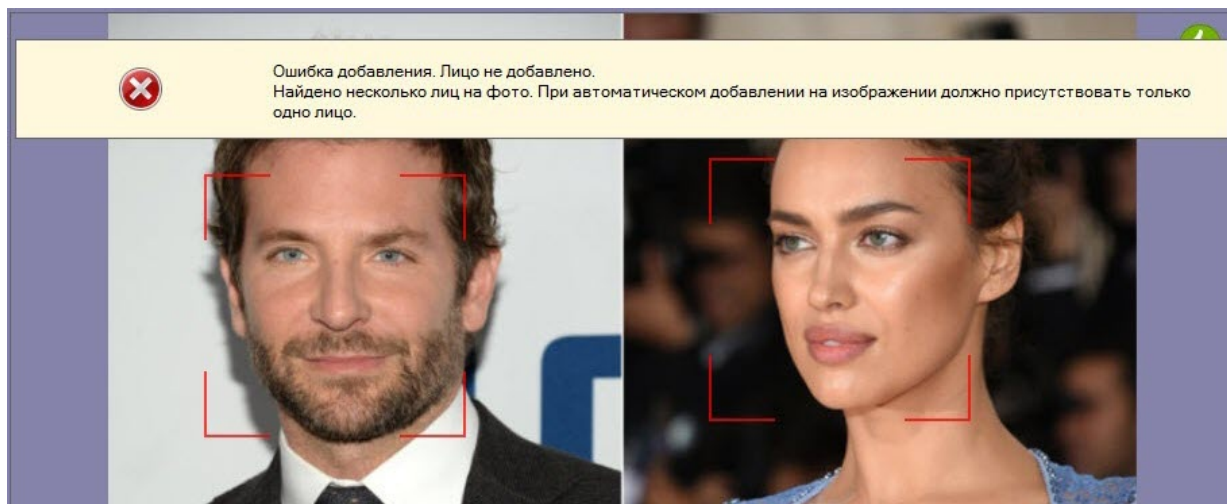 Ошибка добавления. Лицо не добавлено.
Найдено несколько лиц на фото. При автоматическом добавлении на изображении должно присутствовать только
одно лицо.